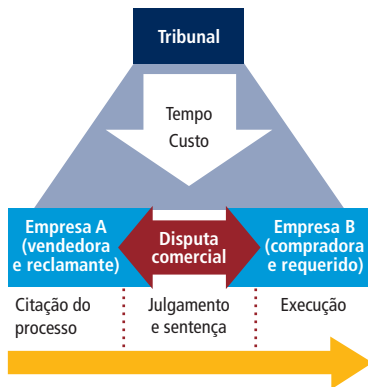 Tribunal
Tempo
Custo
Empresa A
(vendedora
e reclamante)
Disputa
comercial
Empresa B
(compradora
e requerido)
Citação do
processo
Julgamento
e sentença
Execução